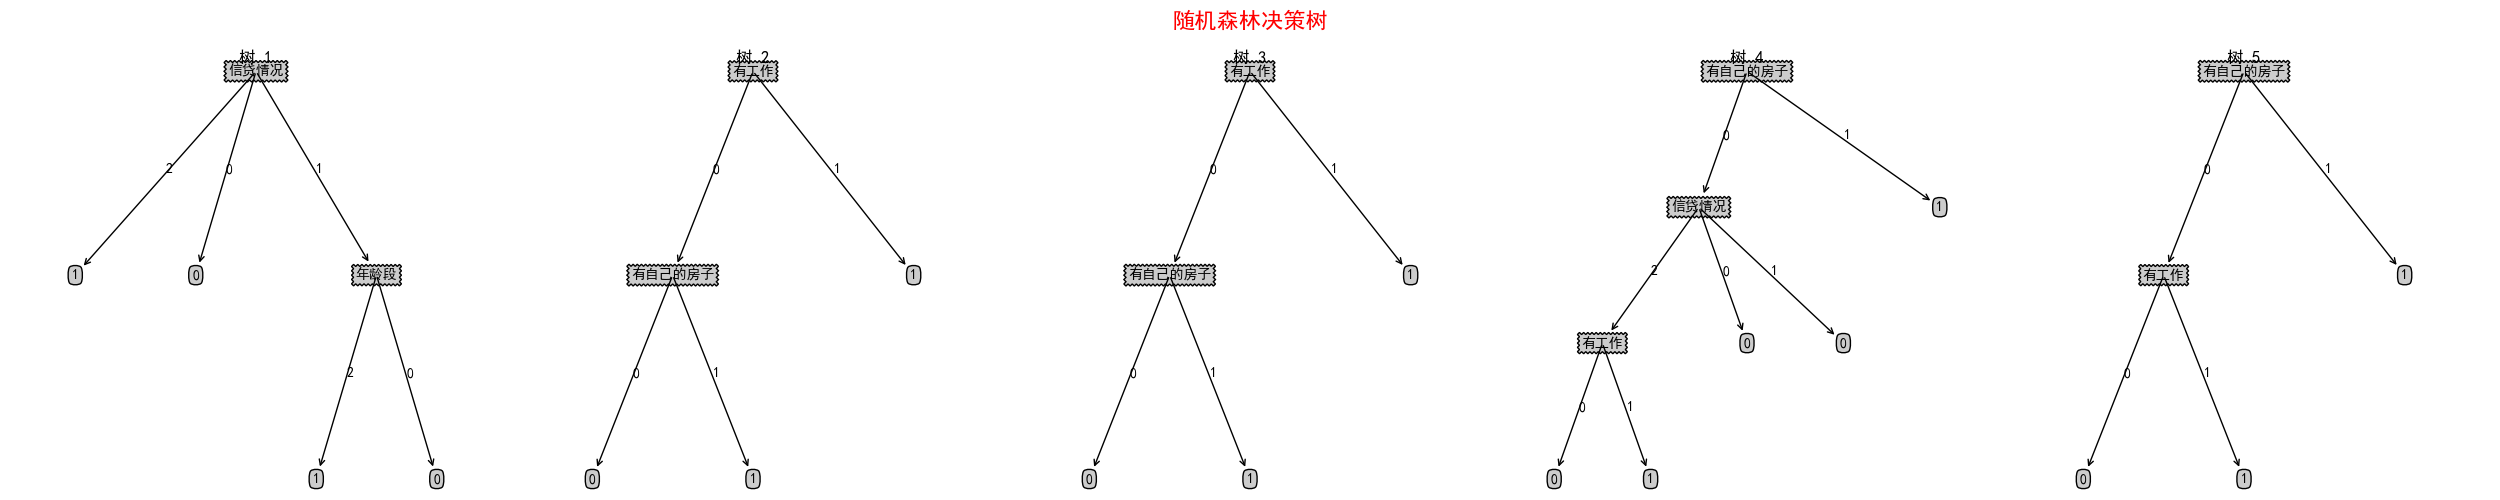 随机森林决策树
树 1 树 2 树 3 树 4 树 5
信贷情况 有工作 有工作 有自己的房子 有自己的房子
0 1
2 0 1 0 1 0 1 0 1
信贷情况 1
1 0 年龄段 有自己的房子 1 有自己的房子 1 2 0 1 有工作 1
有工作 0 0
2 0 0 1 0 1 0 1
0 1
1 0 0 1 0 1 0 1 0 1